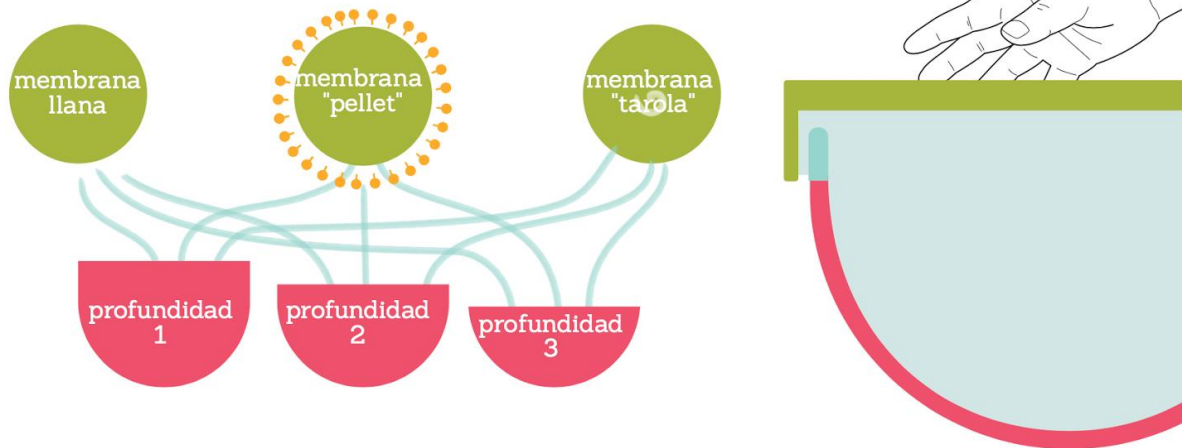 membrana
llana
membrana
"pellet"
membrana
"tarola"
profundidad
1
profundidad
2
profundidad
3